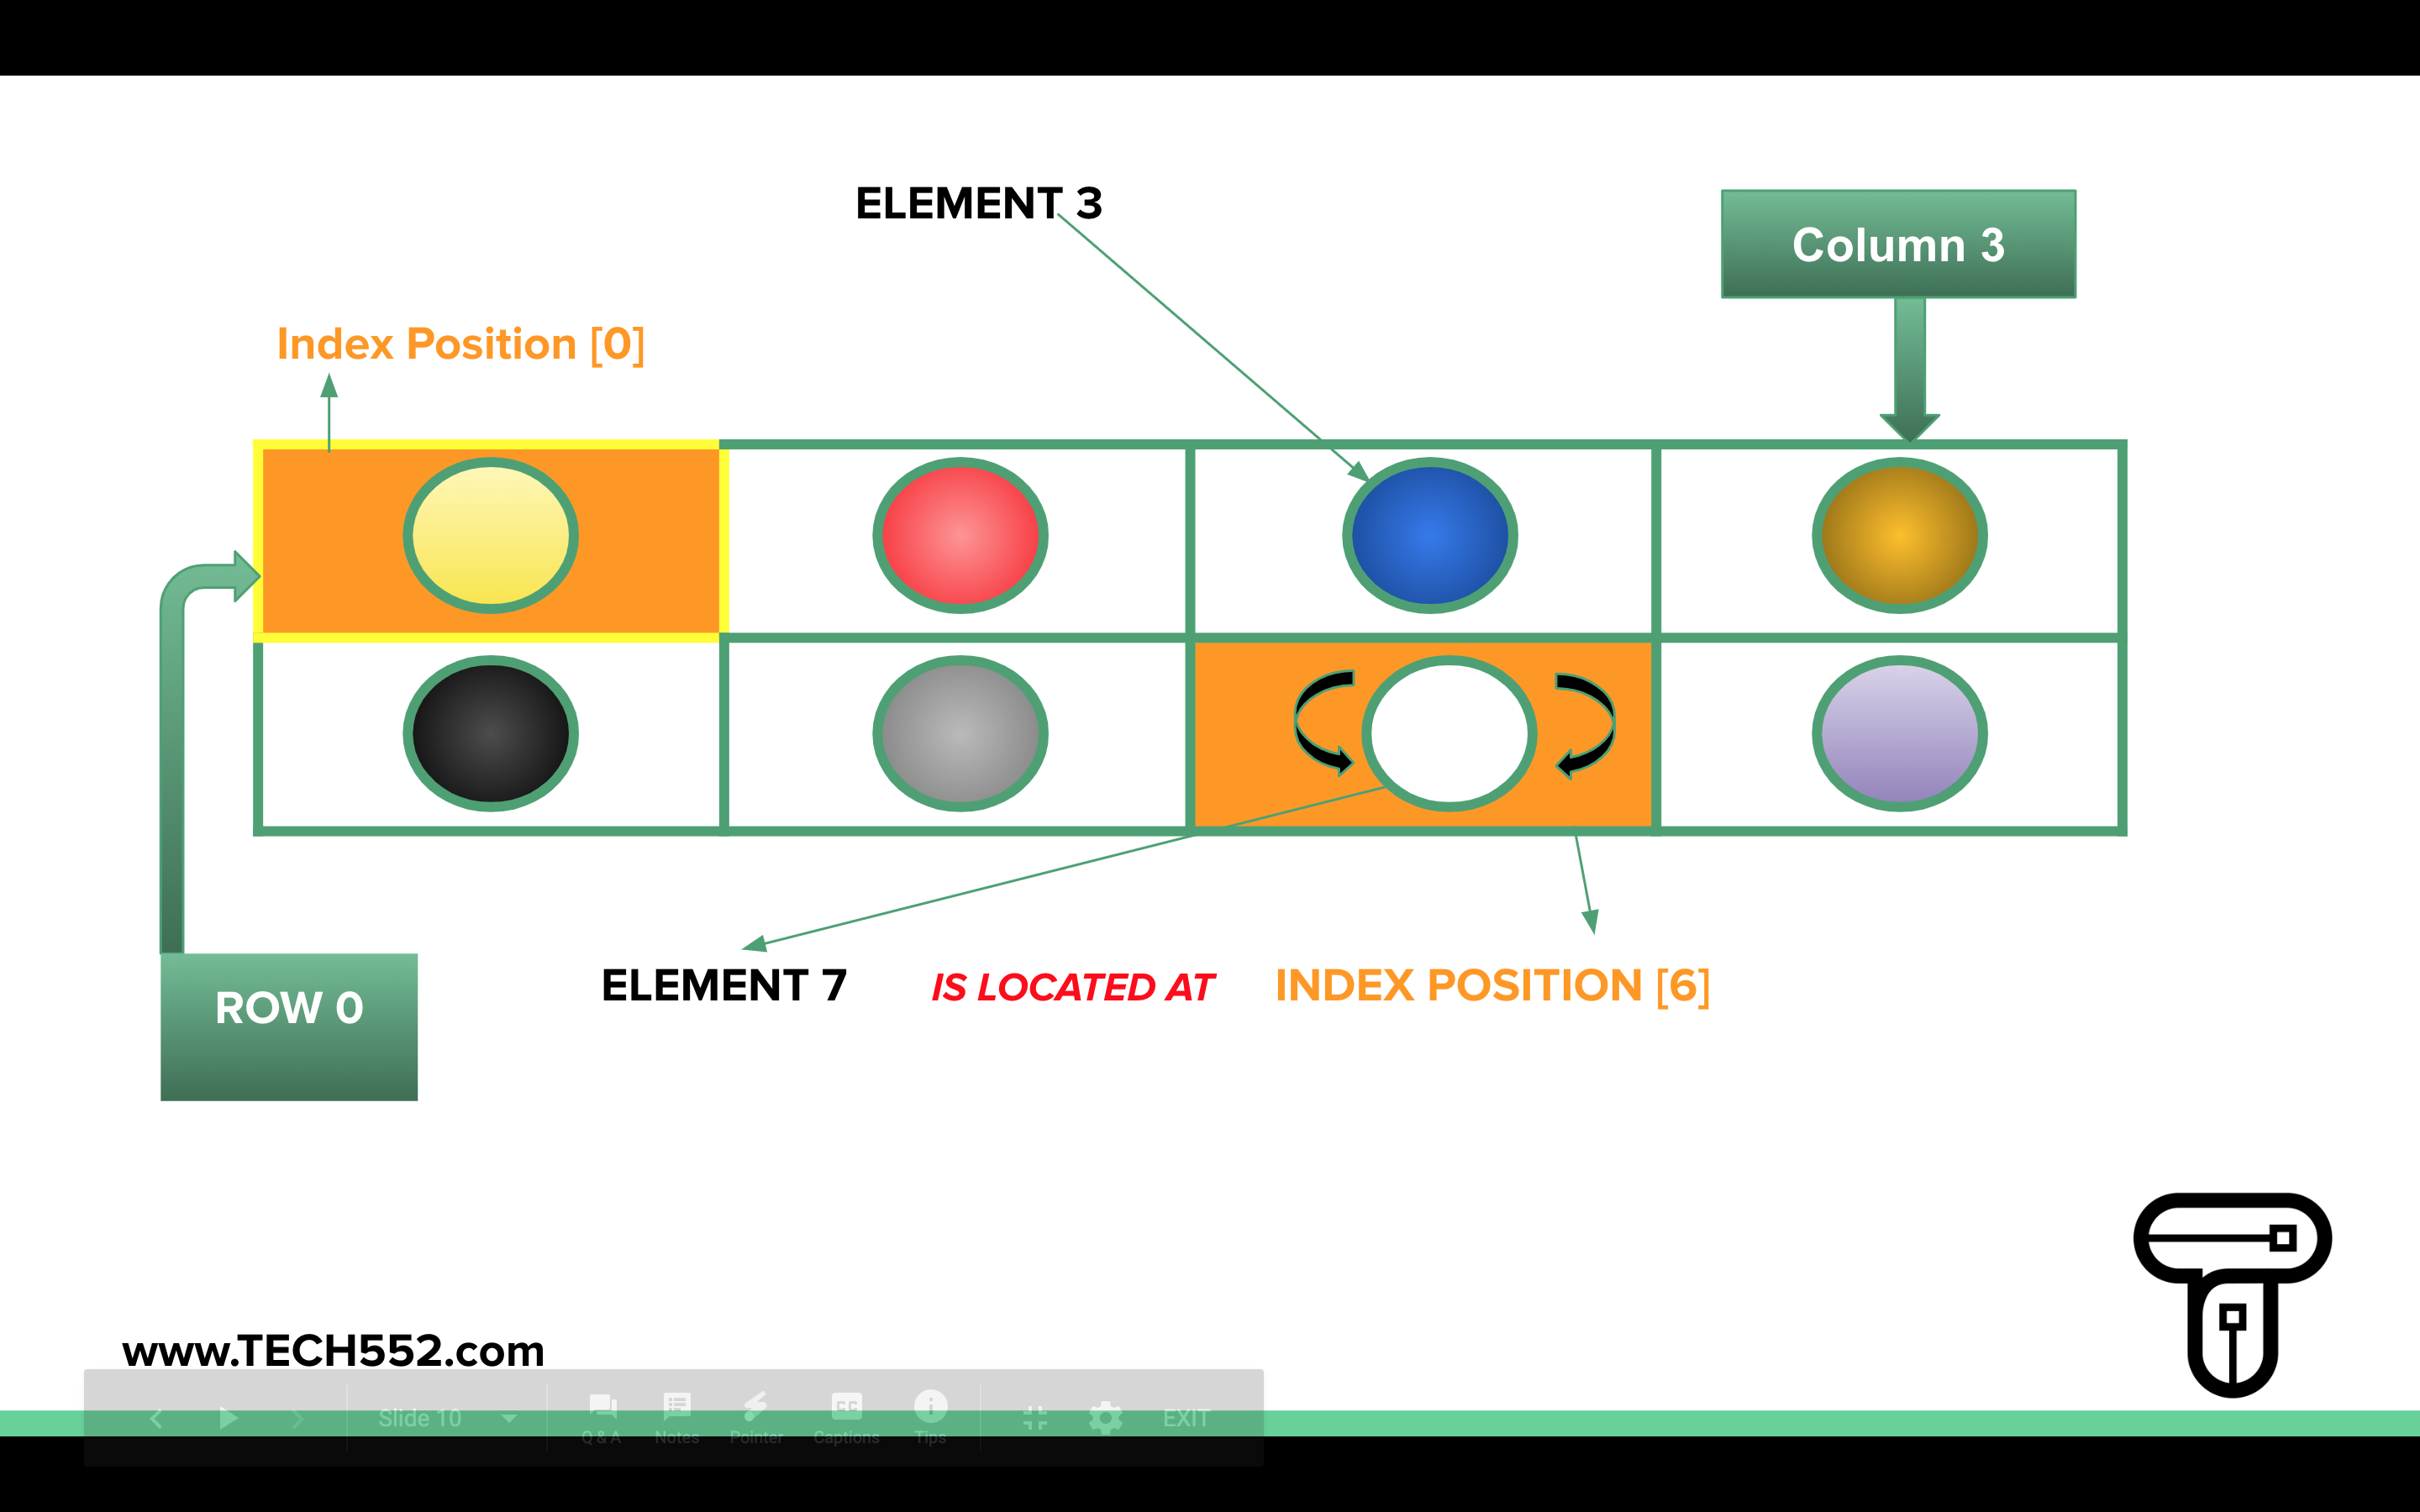 ELEMENT 3
Column 3
Index Position [0]
ELEMENT 7 IS LOCATED AT INDEX POSITION [6]
ROW 0
www.TECH552.com
Slide 10
Q & A
Notes
Pointer
CC
Captions
Tips
EXIT